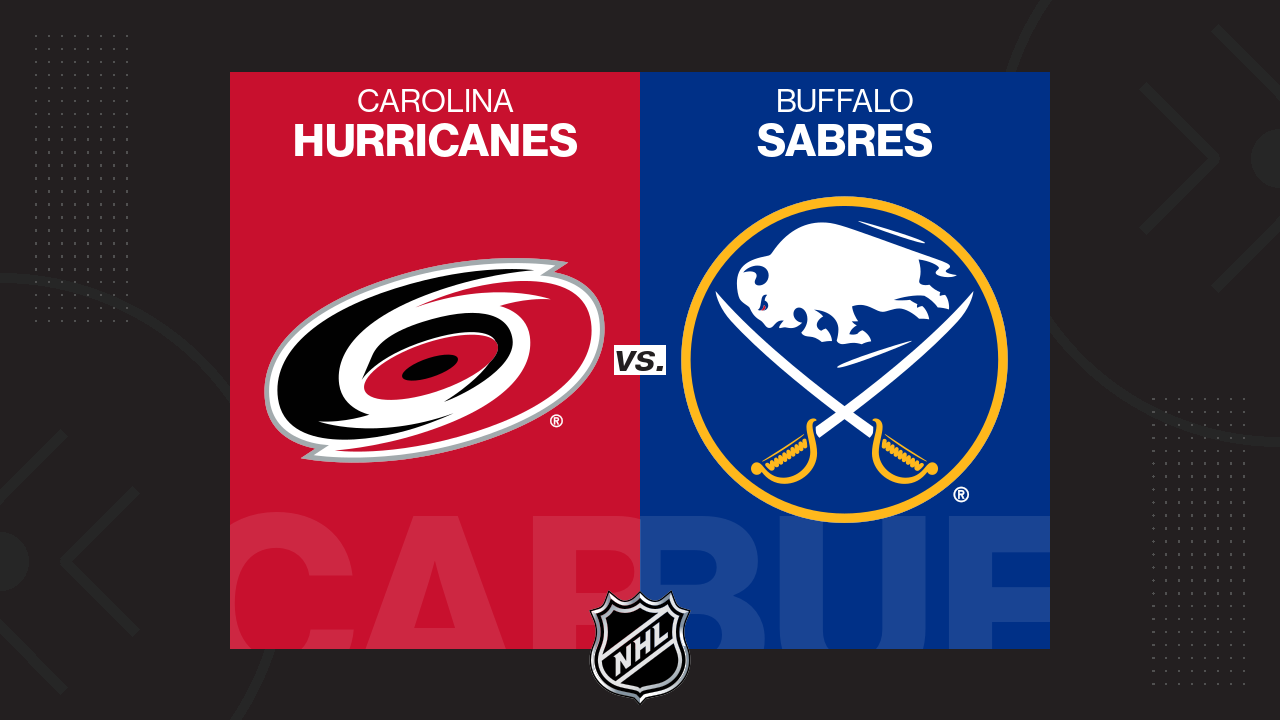 CAROLINA
HURRICANES
BUFFALO
SABRES
vs.
®
®
CAR
BUF
NHL